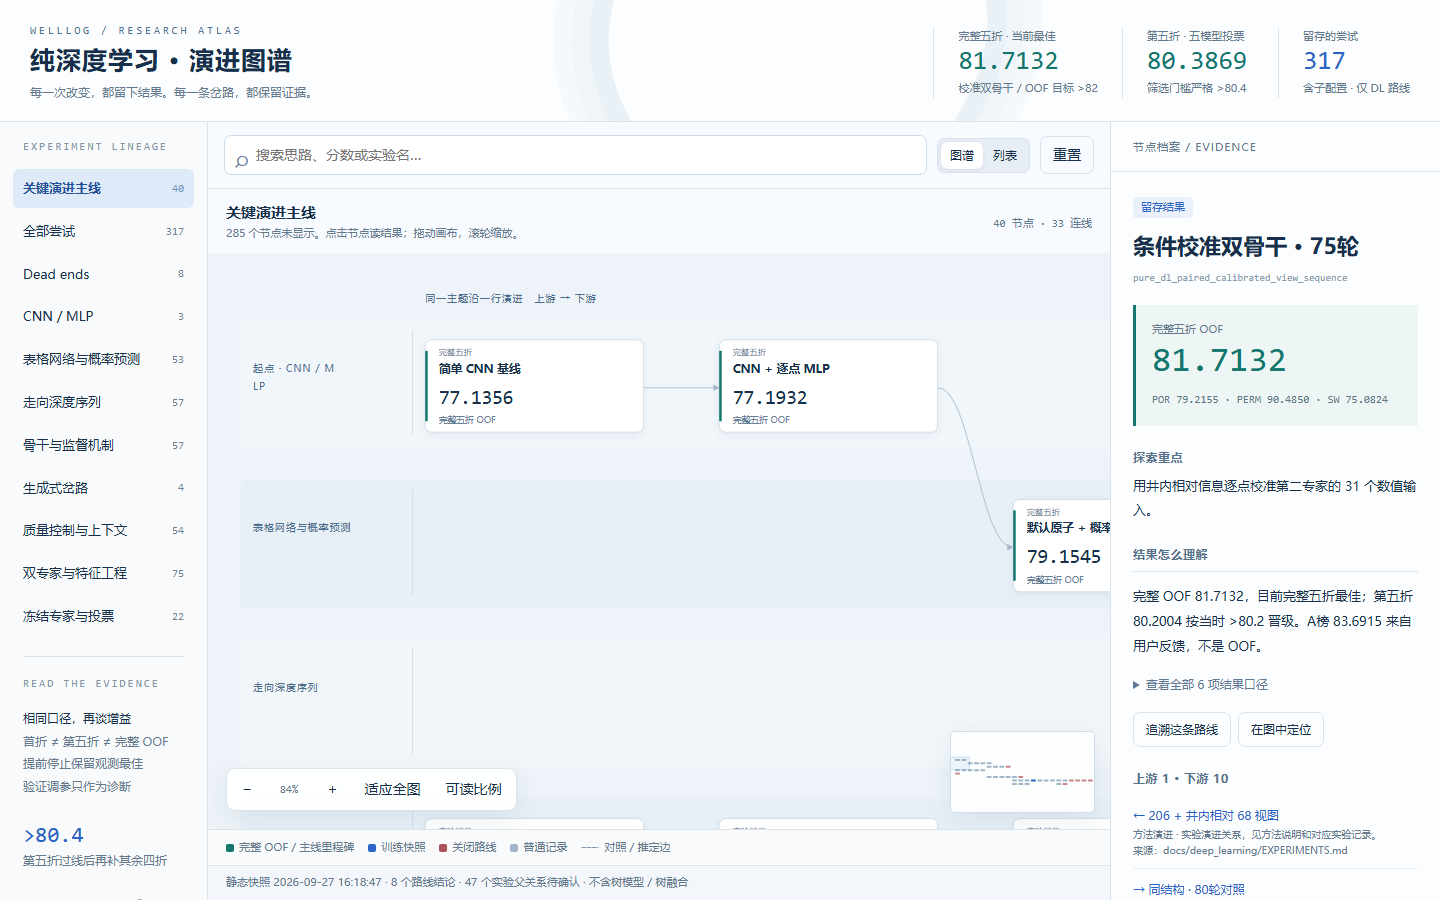 WELLLOG / RESEARCH ATLAS
纯深度学习 · 演进图谱
每一次改变，都留下结果。每一条岔路，都保留证据。
完整五折 · 当前最佳
81.7132
校准双骨干 / OOF 目标 >82
第五折 · 五模型投票
80.3869
筛选门槛严格 >80.4
留存的尝试
317
含子配置 · 仅 DL 路线
EXPERIMENT LINEAGE
关键演进主线 40
全部尝试 317
Dead ends 8
CNN / MLP 3
表格网络与概率预测 53
走向深度序列 57
骨干与监督机制 57
生成式岔路 4
质量控制与上下文 54
双专家与特征工程 75
冻结专家与投票 22
READ THE EVIDENCE
相同口径，再谈增益
首折 ≠ 第五折 ≠ 完整 OOF
提前停止保留观测最佳
验证调参只作为诊断
>80.4
第五折过线后再补其余四折
搜索思路、分数或实验名...
图谱 列表 重置
关键演进主线
285 个节点未显示。点击节点读结果；拖动画布，滚轮缩放。
40 节点 · 33 连线
同一主题沿一行演进 上游 → 下游
起点 · CNN / M
LP
完整五折
简单 CNN 基线
77.1356
完整五折 OOF
完整五折
CNN + 逐点 MLP
77.1932
完整五折 OOF
表格网络与概率预测
完整五折
默认原子 + 概率
79.1545
完整五折 OOF
走向深度序列
− 84% + 适应全图 可读比例
完整 OOF / 主线里程碑 训练快照 关闭路线 普通记录 对照 / 推定边
静态快照 2026-09-27 16:18:47 · 8 个路线结论 · 47 个实验父关系待确认 · 不含树模型 / 树融合
节点档案 / EVIDENCE
留存结果
条件校准双骨干 · 75轮
pure_dl_paired_calibrated_view_sequence
完整五折 OOF
81.7132
POR 79.2155 · PERM 90.4850 · SW 75.0824
探索重点
用井内相对信息逐点校准第二专家的 31 个数值输
入。
结果怎么理解
完整 OOF 81.7132，目前完整五折最佳；第五折
80.2004 按当时 >80.2 晋级。A榜 83.6915 来自
用户反馈，不是 OOF。
▶ 查看全部 6 项结果口径
追溯这条路线 在图中定位
上游 1 · 下游 10
← 206 + 井内相对 68 视图
方法演进 · 实验演进关系，见方法说明和对应实验记录。
来源：docs/deep_learning/EXPERIMENTS.md
→ 同结构 · 80轮对照